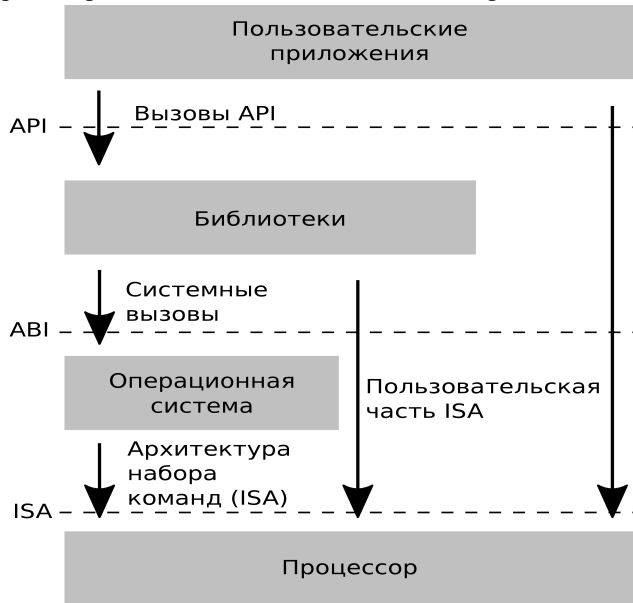 Пользовательские
приложения
Вызовы API
API
Библиотеки
Системные
вызовы
ABI
Операционная
система
Пользовательская
часть ISA
Архитектура
набора
команд (ISA)
ISA
Процессор